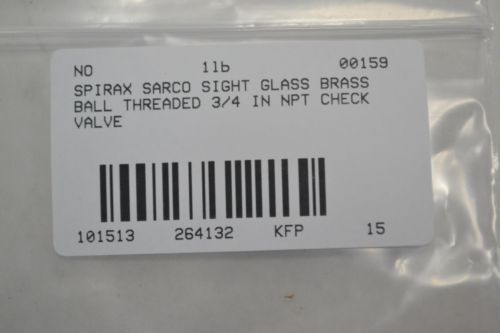 NO 1lb 00159
SPIRAX SARCO SIGHT GLASS BRASS
BALL THREADED 3/4 IN NPT CHECK
VALVE
101513 264132 KFP 15